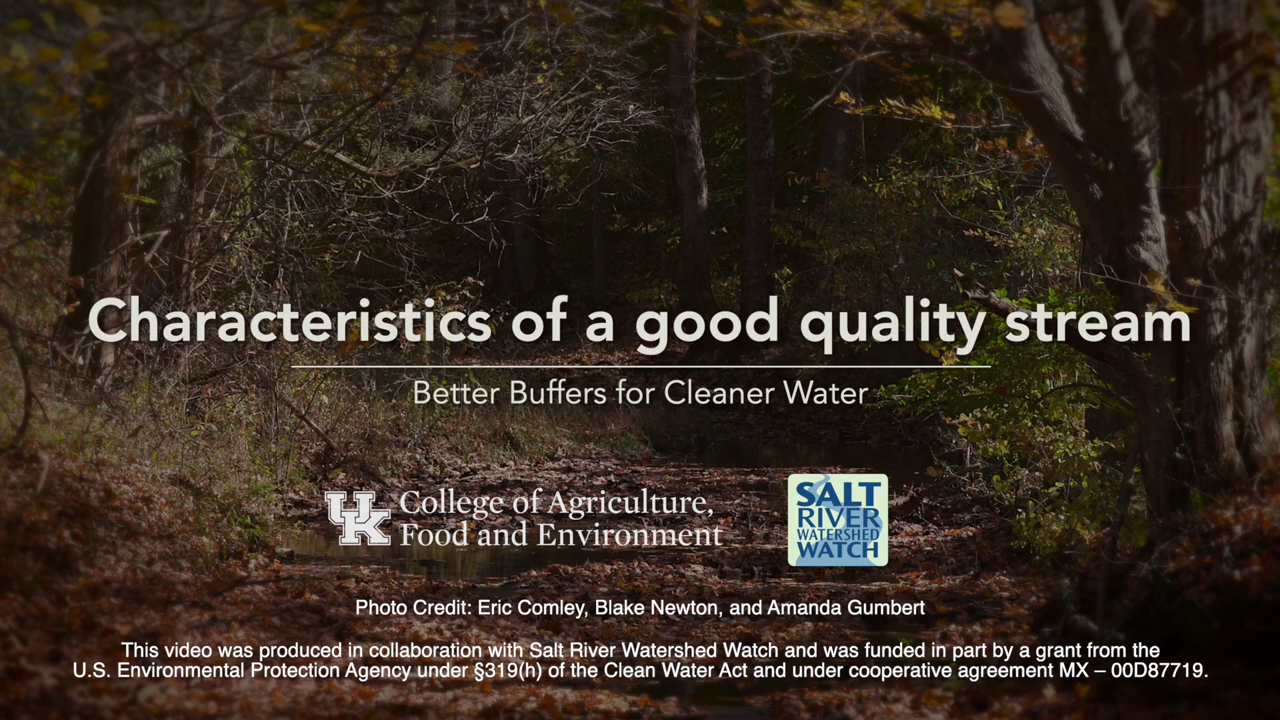 Characteristics of a good quality stream
Better Buffers for Cleaner Water
UK College of Agriculture,
Food and Environment
SALT
RIVER
WATERSHED
WATCH
Photo Credit: Eric Comley, Blake Newton, and Amanda Gumbert
This video was produced in collaboration with Salt River Watershed Watch and was funded in part by a grant from the
U.S. Environmental Protection Agency under §319(h) of the Clean Water Act and under cooperative agreement MX – 00D87719.